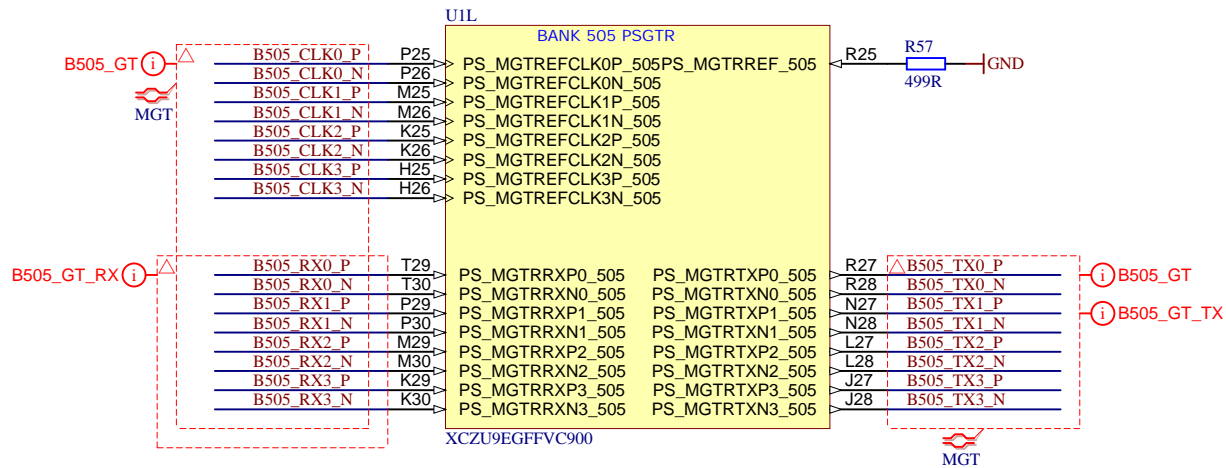 U1L
BANK 505 PSGTR
B505_GT i
MGT
B505_CLK0_P P25 PS_MGTREFCLK0P_505 PS_MGTRREF_505 R25 R57 499R GND
B505_CLK0_N P26 PS_MGTREFCLK0N_505
B505_CLK1_P M25 PS_MGTREFCLK1P_505
B505_CLK1_N M26 PS_MGTREFCLK1N_505
B505_CLK2_P K25 PS_MGTREFCLK2P_505
B505_CLK2_N K26 PS_MGTREFCLK2N_505
B505_CLK3_P H25 PS_MGTREFCLK3P_505
B505_CLK3_N H26 PS_MGTREFCLK3N_505
B505_GT_RX i B505_RX0_P T29 PS_MGTRRXP0_505 PS_MGTRTXP0_505 R27 B505_TX0_P i B505_GT
B505_RX0_N T30 PS_MGTRRXN0_505 PS_MGTRTXN0_505 R28 B505_TX0_N
B505_RX1_P P29 PS_MGTRRXP1_505 PS_MGTRTXP1_505 N27 B505_TX1_P i B505_GT_TX
B505_RX1_N P30 PS_MGTRRXN1_505 PS_MGTRTXN1_505 N28 B505_TX1_N
B505_RX2_P M29 PS_MGTRRXP2_505 PS_MGTRTXP2_505 L27 B505_TX2_P
B505_RX2_N M30 PS_MGTRRXN2_505 PS_MGTRTXN2_505 L28 B505_TX2_N
B505_RX3_P K29 PS_MGTRRXP3_505 PS_MGTRTXP3_505 J27 B505_TX3_P
B505_RX3_N K30 PS_MGTRRXN3_505 PS_MGTRTXN3_505 J28 B505_TX3_N
XCZU9EGFFVC900
MGT